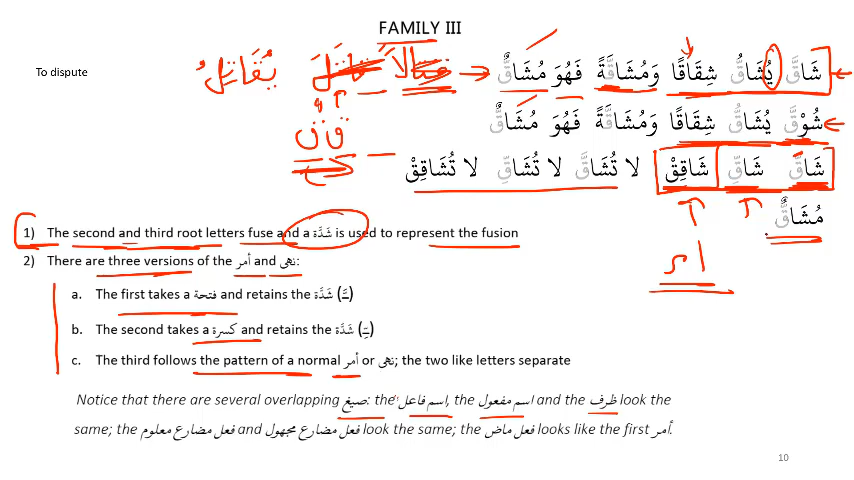 FAMILY III
To dispute
شَاقَّ يُشَاقُّ شِقَاقًا وَمُشَاقَّةً فَهُوَ مُشَاقٌّ
قِتَالًا قَاتَلَ يُقَاتِلُ
شُوْقَّ يُشَاقُّ شِقَاقًا وَمُشَاقَّةً فَهُوَ مُشَاقٌّ
شَاقَّ شَاقِّ شَاقِقْ لا تُشَاقَّ لا تُشَاقِّ لا تُشَاقِقْ
مُشَاقٌّ
1) The second and third root letters fuse and a شَدَّة is used to represent the fusion
أمر
2) There are three versions of the أمر and نهى:
a. The first takes a فتحة and retains the شَدَّة (ـَّ)
b. The second takes a كسرة and retains the شَدَّة (ـِّ)
c. The third follows the pattern of a normal أمر or نهى; the two like letters separate
Notice that there are several overlapping صيغ: the اسم فاعل, the اسم مفعول and the ظرف look the
same; the فعل مضارع معلوم and فعل مضارع مجهول look the same; the فعل ماض looks like the first أمر.
10